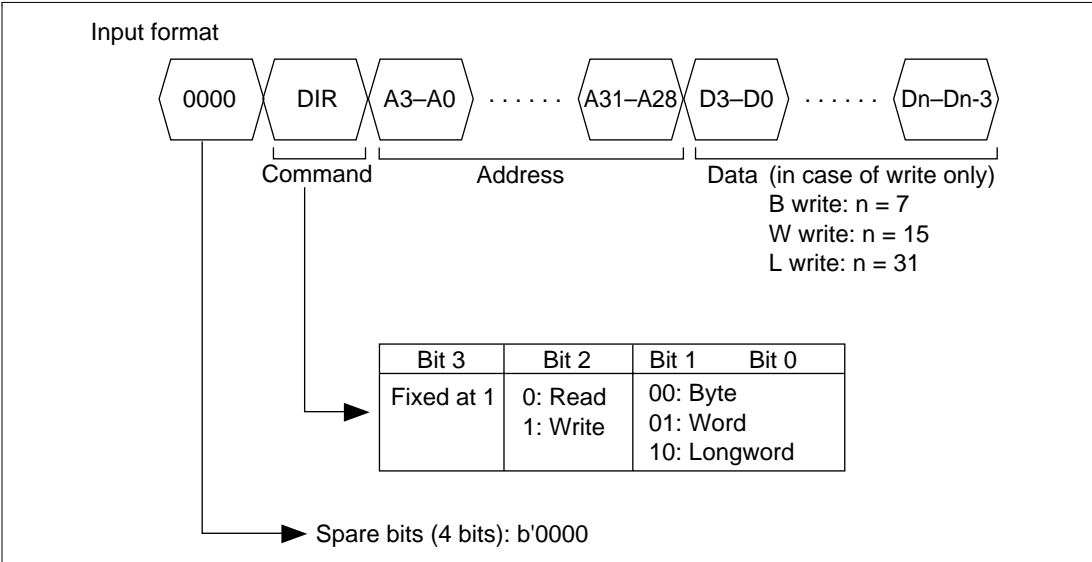 Input format
0000 DIR A3–A0 · · · · · · A31–A28 D3–D0 · · · · · · Dn–Dn-3
Command Address Data (in case of write only)
B write: n = 7
W write: n = 15
L write: n = 31
Bit 3 Bit 2 Bit 1 Bit 0
Fixed at 1 0: Read 00: Byte
1: Write 01: Word
10: Longword
Spare bits (4 bits): b'0000